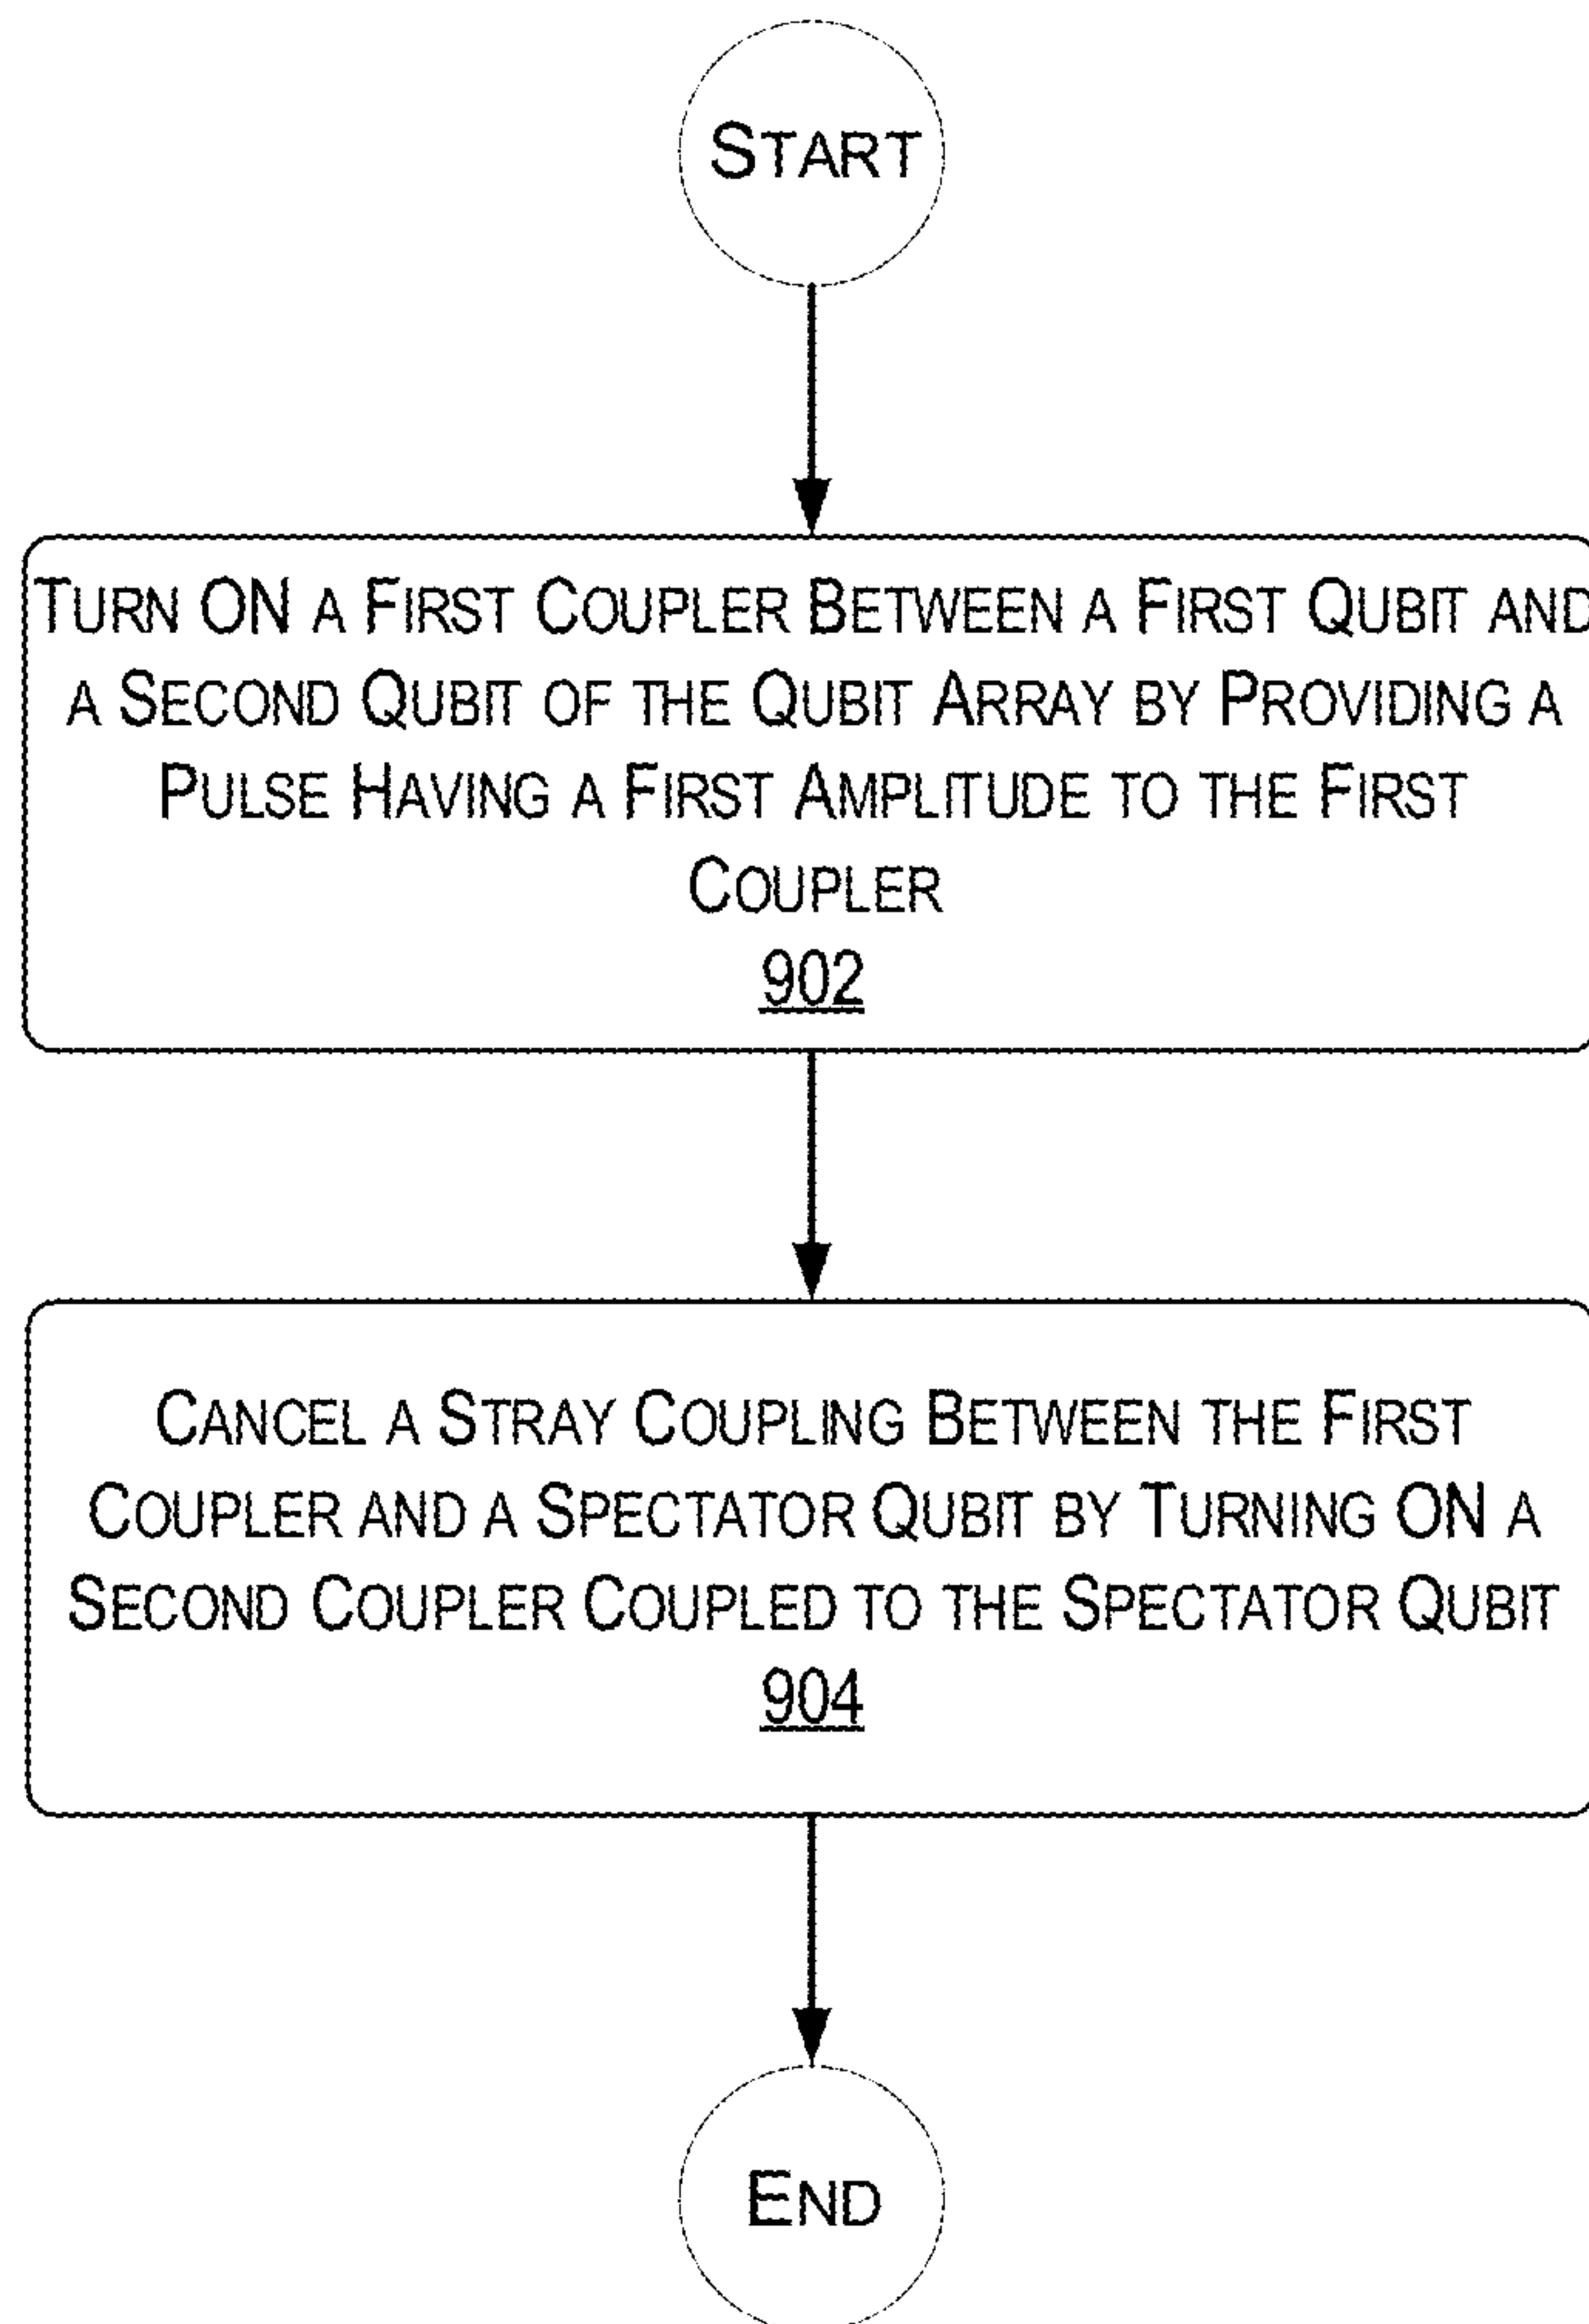 START
TURN ON A FIRST COUPLER BETWEEN A FIRST QUBIT AND
A SECOND QUBIT OF THE QUBIT ARRAY BY PROVIDING A
PULSE HAVING A FIRST AMPLITUDE TO THE FIRST
COUPLER
902
CANCEL A STRAY COUPLING BETWEEN THE FIRST
COUPLER AND A SPECTATOR QUBIT BY TURNING ON A
SECOND COUPLER COUPLED TO THE SPECTATOR QUBIT
904
END